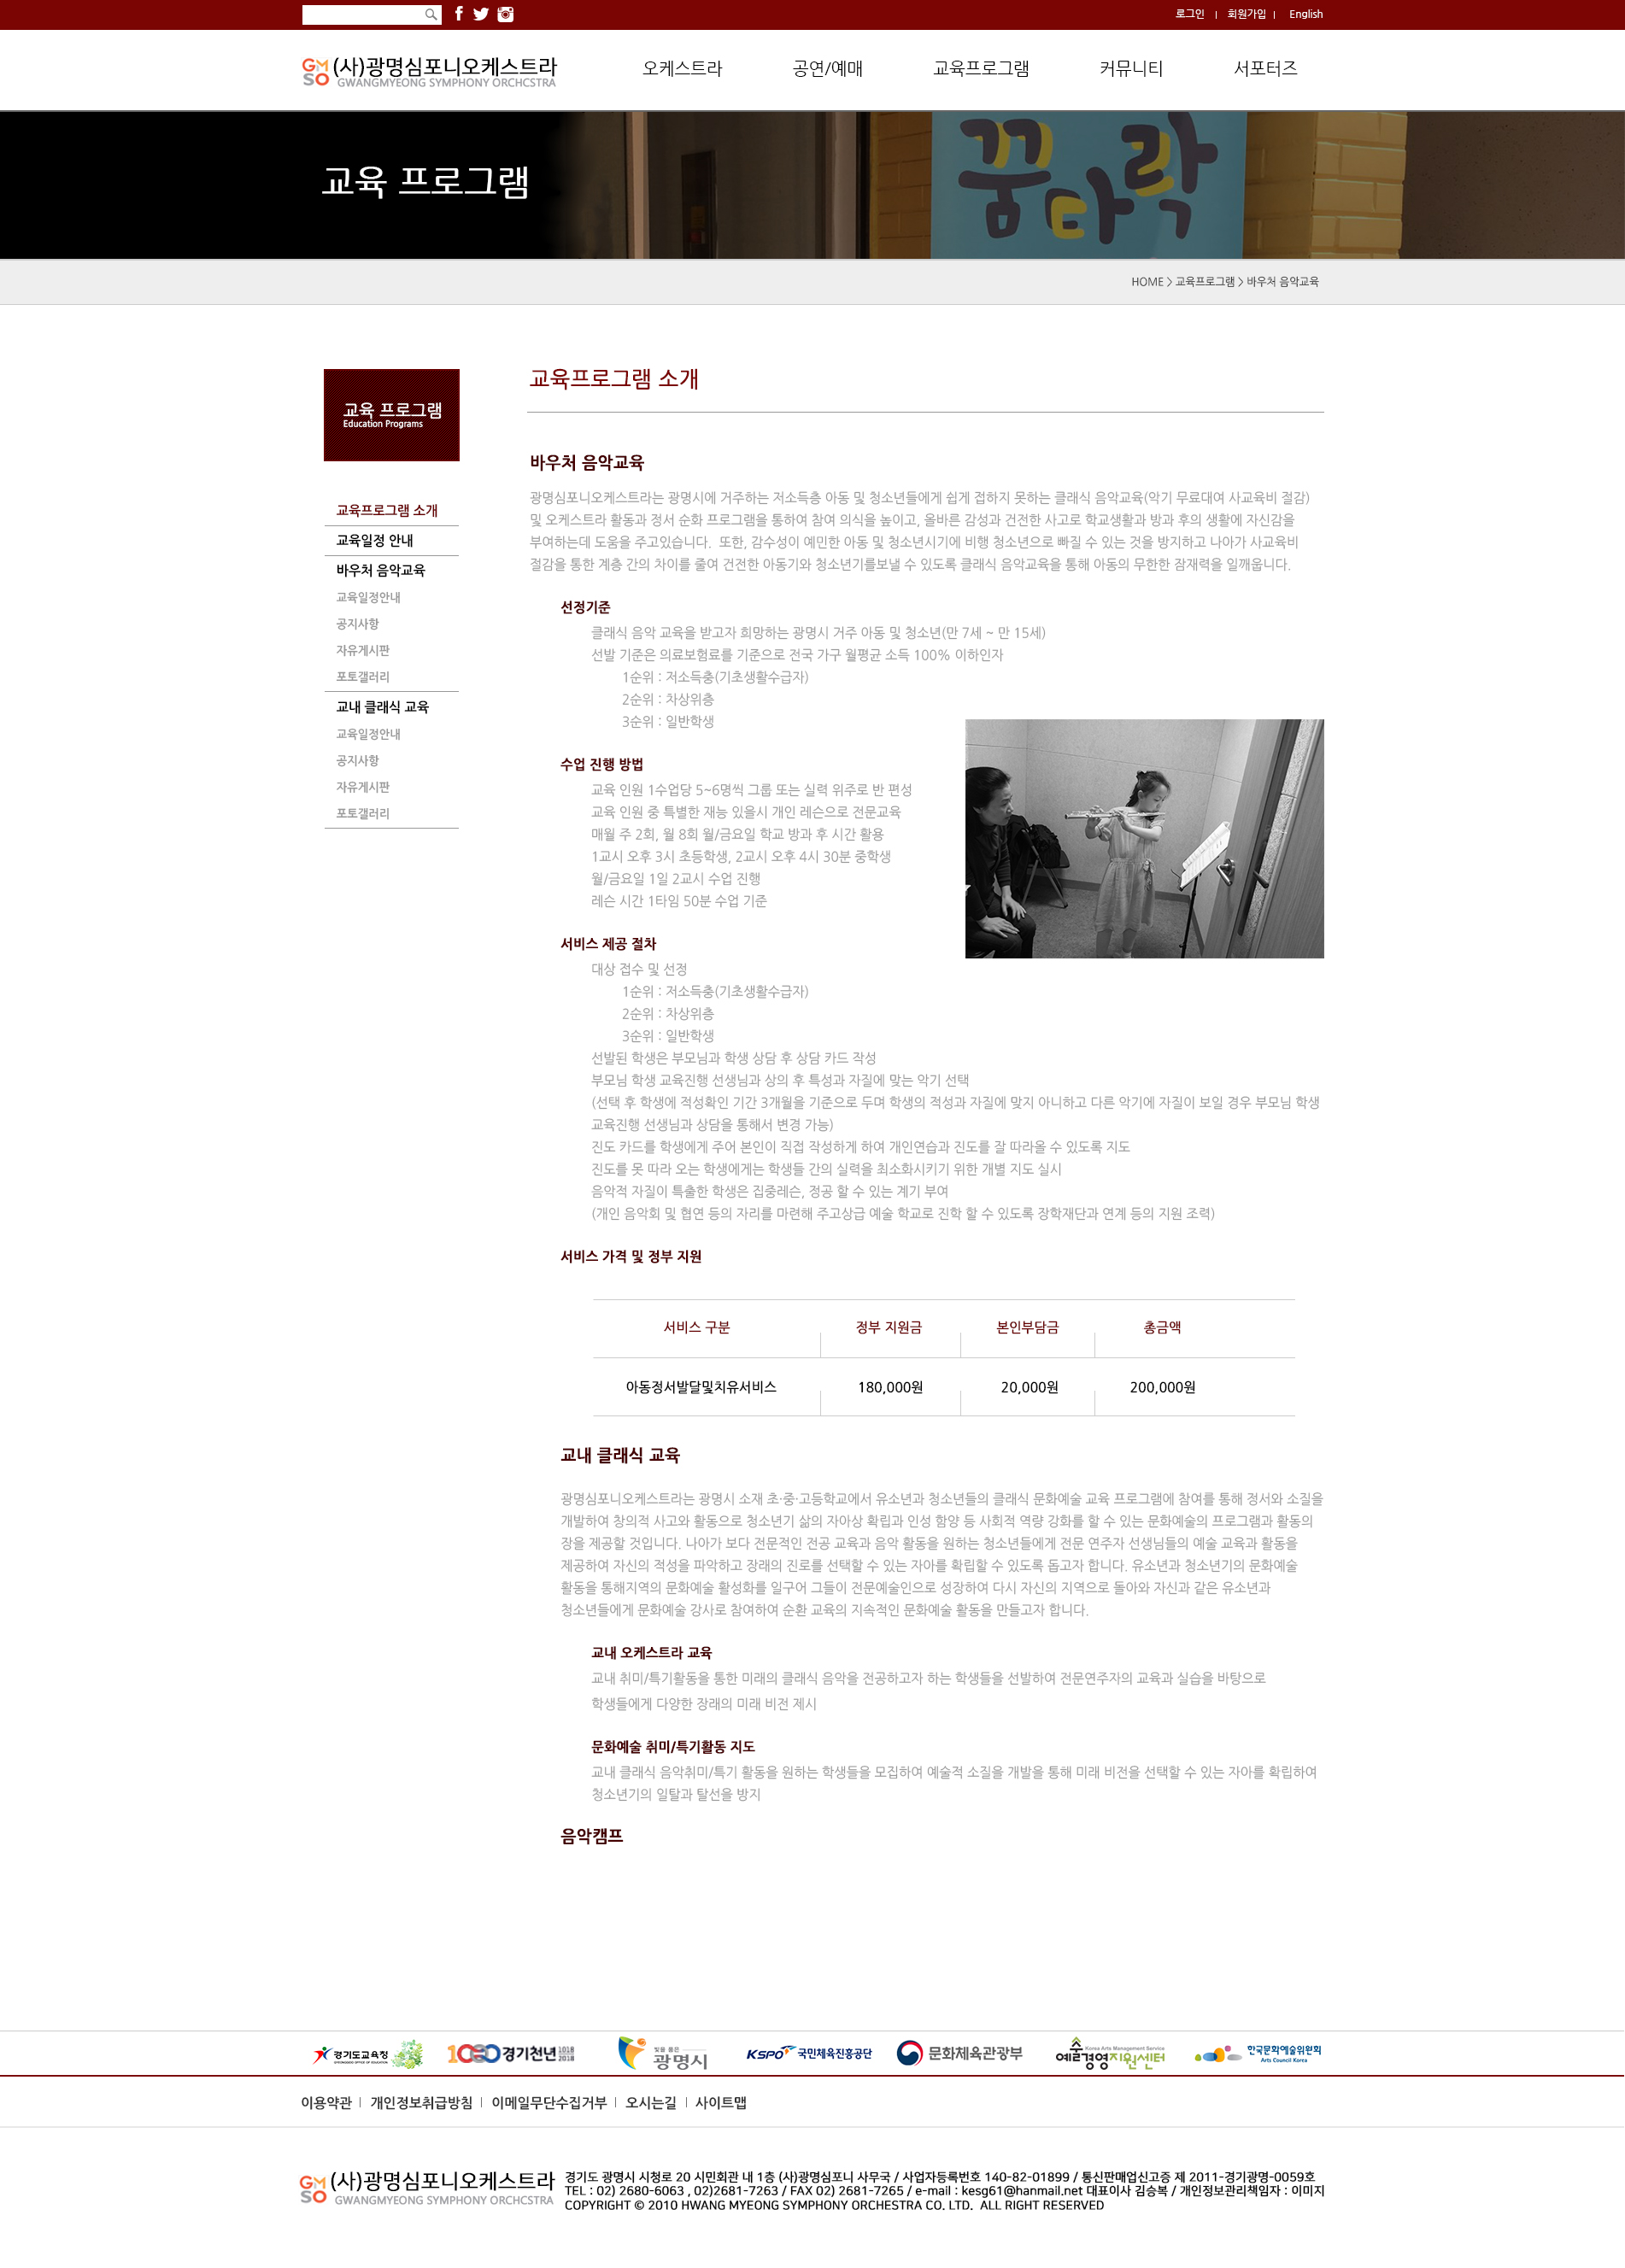 로그인 | 회원가입 | English
GMSO (사)광명심포니오케스트라
GWANGMYEONG SYMPHONY ORCHCSTRA
오케스트라 공연/예매 교육프로그램 커뮤니티 서포터즈
교육 프로그램
꿈다락
HOME > 교육프로그램 > 바우처 음악교육
교육 프로그램
Education Programs
교육프로그램 소개
교육일정 안내
바우처 음악교육
교육일정안내
공지사항
자유게시판
포토갤러리
교내 클래식 교육
교육일정안내
공지사항
자유게시판
포토갤러리
교육프로그램 소개
바우처 음악교육
광명심포니오케스트라는 광명시에 거주하는 저소득층 아동 및 청소년들에게 쉽게 접하지 못하는 클래식 음악교육(악기 무료대여 사교육비 절감)
및 오케스트라 활동과 정서 순화 프로그램을 통하여 참여 의식을 높이고, 올바른 감성과 건전한 사고로 학교생활과 방과 후의 생활에 자신감을
부여하는데 도움을 주고있습니다. 또한, 감수성이 예민한 아동 및 청소년시기에 비행 청소년으로 빠질 수 있는 것을 방지하고 나아가 사교육비
절감을 통한 계층 간의 차이를 줄여 건전한 아동기와 청소년기를보낼 수 있도록 클래식 음악교육을 통해 아동의 무한한 잠재력을 일깨웁니다.
선정기준
클래식 음악 교육을 받고자 희망하는 광명시 거주 아동 및 청소년(만 7세 ~ 만 15세)
선발 기준은 의료보험료를 기준으로 전국 가구 월평균 소득 100% 이하인자
1순위 : 저소득충(기초생활수급자)
2순위 : 차상위층
3순위 : 일반학생
수업 진행 방법
교육 인원 1수업당 5~6명씩 그룹 또는 실력 위주로 반 편성
교육 인원 중 특별한 재능 있을시 개인 레슨으로 전문교육
매월 주 2회, 월 8회 월/금요일 학교 방과 후 시간 활용
1교시 오후 3시 초등학생, 2교시 오후 4시 30분 중학생
월/금요일 1일 2교시 수업 진행
레슨 시간 1타임 50분 수업 기준
서비스 제공 절차
대상 접수 및 선정
1순위 : 저소득충(기초생활수급자)
2순위 : 차상위층
3순위 : 일반학생
선발된 학생은 부모님과 학생 상담 후 상담 카드 작성
부모님 학생 교육진행 선생님과 상의 후 특성과 자질에 맞는 악기 선택
(선택 후 학생에 적성확인 기간 3개월을 기준으로 두며 학생의 적성과 자질에 맞지 아니하고 다른 악기에 자질이 보일 경우 부모님 학생
교육진행 선생님과 상담을 통해서 변경 가능)
진도 카드를 학생에게 주어 본인이 직접 작성하게 하여 개인연습과 진도를 잘 따라올 수 있도록 지도
진도를 못 따라 오는 학생에게는 학생들 간의 실력을 최소화시키기 위한 개별 지도 실시
음악적 자질이 특출한 학생은 집중레슨, 정공 할 수 있는 계기 부여
(개인 음악회 및 협연 등의 자리를 마련해 주고상급 예술 학교로 진학 할 수 있도록 장학재단과 연계 등의 지원 조력)
서비스 가격 및 정부 지원
서비스 구분 정부 지원금 본인부담금 총금액
아동정서발달및치유서비스 180,000원 20,000원 200,000원
교내 클래식 교육
광명심포니오케스트라는 광명시 소재 초·중·고등학교에서 유소년과 청소년들의 클래식 문화예술 교육 프로그램에 참여를 통해 정서와 소질을
개발하여 창의적 사고와 활동으로 청소년기 삶의 자아상 확립과 인성 함양 등 사회적 역량 강화를 할 수 있는 문화예술의 프로그램과 활동의
장을 제공할 것입니다. 나아가 보다 전문적인 전공 교육과 음악 활동을 원하는 청소년들에게 전문 연주자 선생님들의 예술 교육과 활동을
제공하여 자신의 적성을 파악하고 장래의 진로를 선택할 수 있는 자아를 확립할 수 있도록 돕고자 합니다. 유소년과 청소년기의 문화예술
활동을 통해지역의 문화예술 활성화를 일구어 그들이 전문예술인으로 성장하여 다시 자신의 지역으로 돌아와 자신과 같은 유소년과
청소년들에게 문화예술 강사로 참여하여 순환 교육의 지속적인 문화예술 활동을 만들고자 합니다.
교내 오케스트라 교육
교내 취미/특기활동을 통한 미래의 클래식 음악을 전공하고자 하는 학생들을 선발하여 전문연주자의 교육과 실습을 바탕으로
학생들에게 다양한 장래의 미래 비전 제시
문화예술 취미/특기활동 지도
교내 클래식 음악취미/특기 활동을 원하는 학생들을 모집하여 예술적 소질을 개발을 통해 미래 비전을 선택할 수 있는 자아를 확립하여
청소년기의 일탈과 탈선을 방지
음악캠프
경기도교육청 경기천년 1018 2018 빛을 품은 광명시 KSPO 국민체육진흥공단 문화체육관광부 Korea Arts Management Service 예술경영지원센터 한국문화예술위원회 Arts Council Korea
이용약관 | 개인정보취급방침 | 이메일무단수집거부 | 오시는길 | 사이트맵
GMSO (사)광명심포니오케스트라
GWANGMYEONG SYMPHONY ORCHCSTRA
경기도 광명시 시청로 20 시민회관 내 1층 (사)광명심포니 사무국 / 사업자등록번호 140-82-01899 / 통신판매업신고증 제 2011-경기광명-0059호
TEL : 02) 2680-6063 , 02)2681-7263 / FAX 02) 2681-7265 / e-mail : kesg61@hanmail.net 대표이사 김승복 / 개인정보관리책임자 : 이미지
COPYRIGHT © 2010 HWANG MYEONG SYMPHONY ORCHESTRA CO. LTD. ALL RIGHT RESERVED